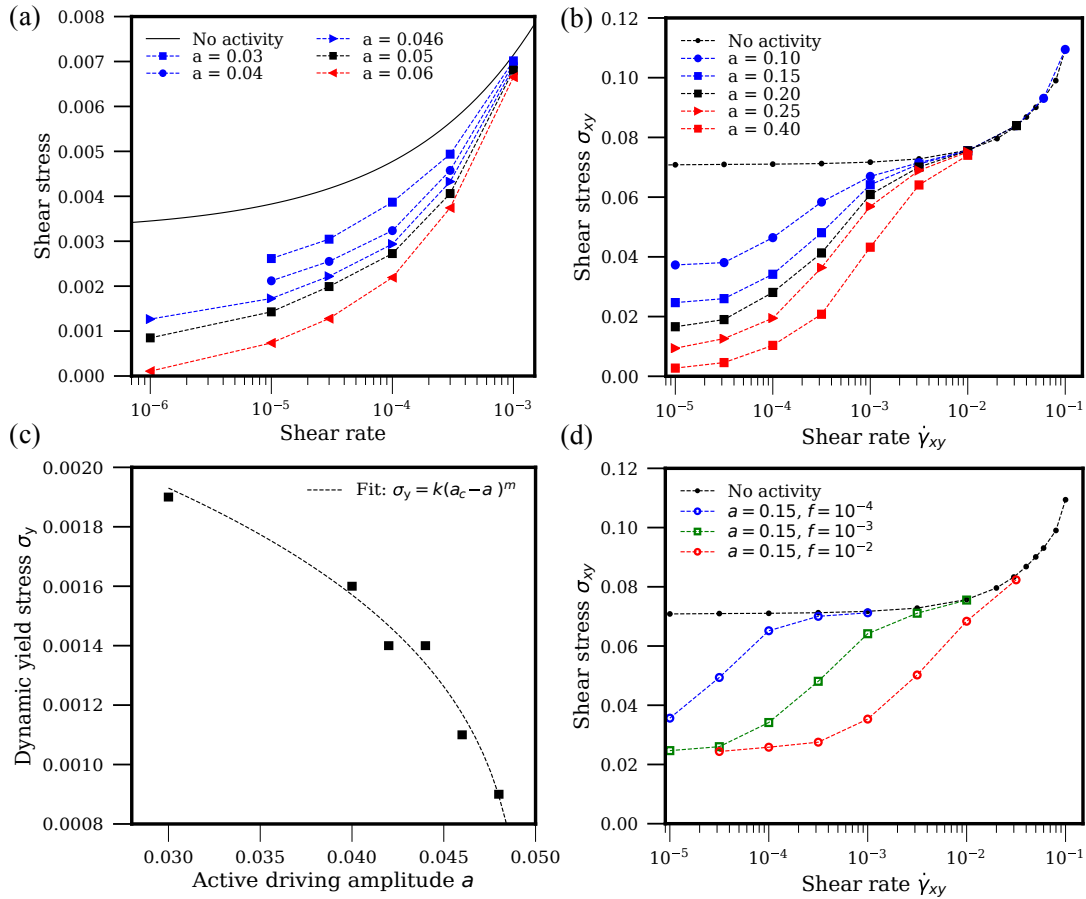 (a)
No activity
a = 0.03
a = 0.04
a = 0.046
a = 0.05
a = 0.06
0.008
0.007
0.006
0.005
0.004
0.003
0.002
0.001
0.000
Shear stress
10⁻⁶
10⁻⁵
10⁻⁴
10⁻³
Shear rate
(b)
No activity
a = 0.10
a = 0.15
a = 0.20
a = 0.25
a = 0.40
0.12
0.10
0.08
0.06
0.04
0.02
0.00
Shear stress σ_xy
10⁻⁵
10⁻⁴
10⁻³
10⁻²
10⁻¹
Shear rate γ̇_xy
(c)
Fit: σ_y = k(a_c − a )^m
0.0020
0.0018
0.0016
0.0014
0.0012
0.0010
0.0008
Dynamic yield stress σ_y
0.030
0.035
0.040
0.045
0.050
Active driving amplitude a
(d)
No activity
a = 0.15, f = 10⁻⁴
a = 0.15, f = 10⁻³
a = 0.15, f = 10⁻²
0.12
0.10
0.08
0.06
0.04
0.02
0.00
Shear stress σ_xy
10⁻⁵
10⁻⁴
10⁻³
10⁻²
10⁻¹
Shear rate γ̇_xy